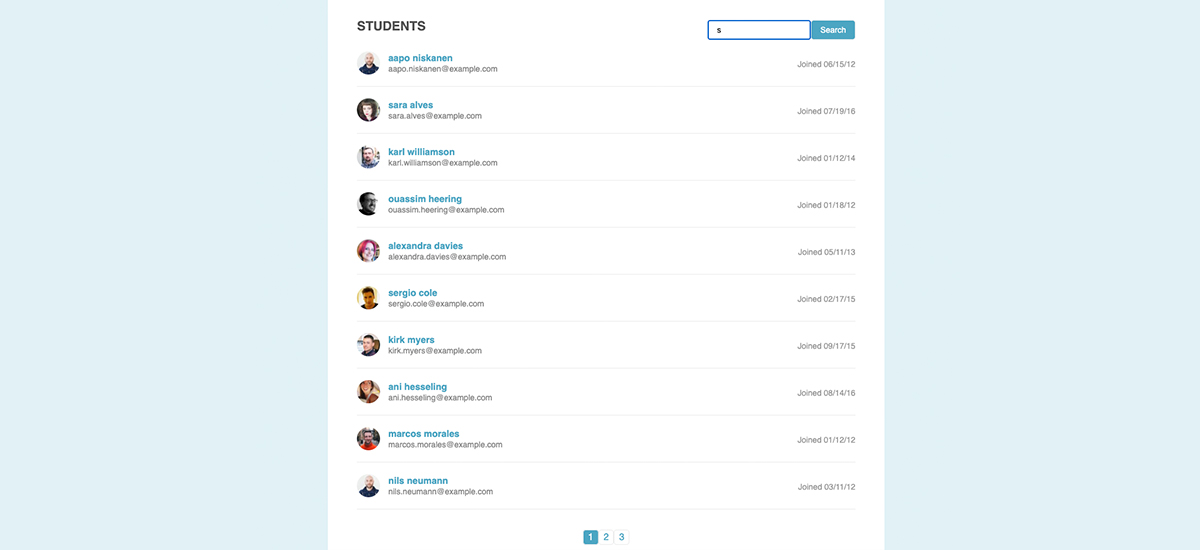 STUDENTS
s
Search
aapo niskanen
aapo.niskanen@example.com
Joined 06/15/12
sara alves
sara.alves@example.com
Joined 07/19/16
karl williamson
karl.williamson@example.com
Joined 01/12/14
ouassim heering
ouassim.heering@example.com
Joined 01/18/12
alexandra davies
alexandra.davies@example.com
Joined 05/11/13
sergio cole
sergio.cole@example.com
Joined 02/17/15
kirk myers
kirk.myers@example.com
Joined 09/17/15
ani hesseling
ani.hesseling@example.com
Joined 08/14/16
marcos morales
marcos.morales@example.com
Joined 01/12/12
nils neumann
nils.neumann@example.com
Joined 03/11/12
1 2 3